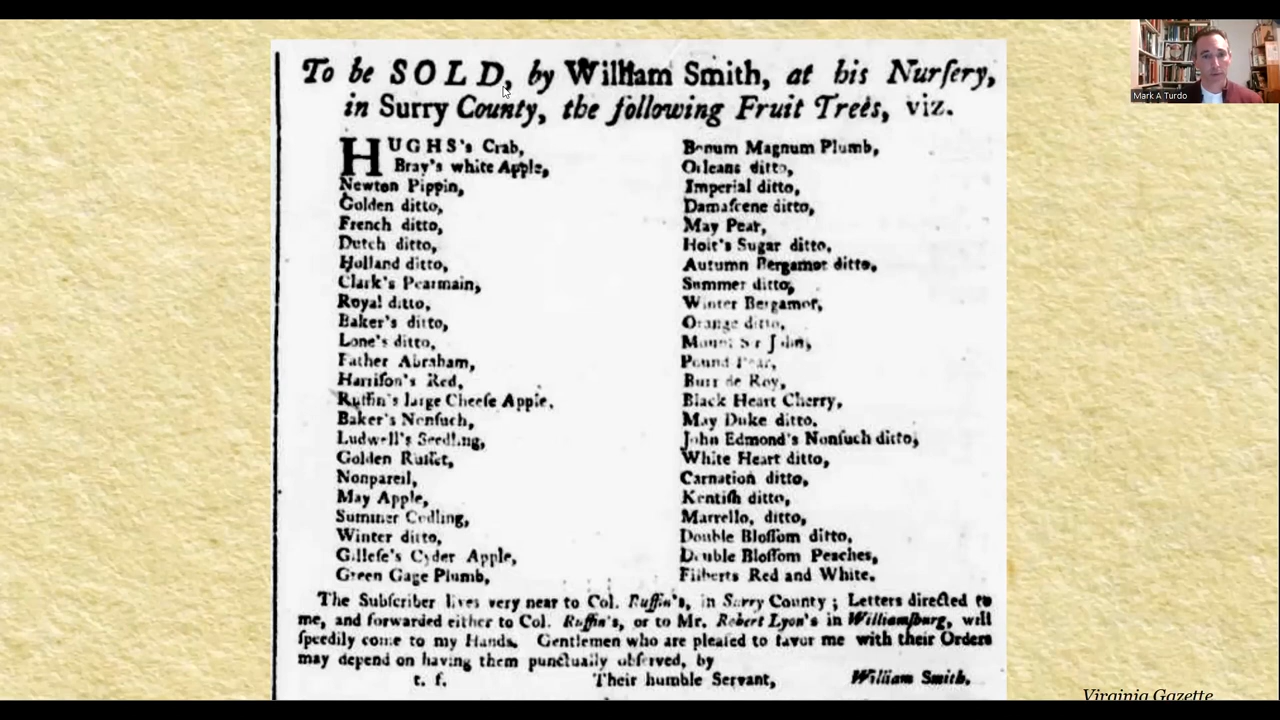 To be SOLD, by William Smith, at his Nurſery,
in Surry County, the following Fruit Trees, viz.
HUGHS's Crab,
Bray's white Apple,
Newton Pippin,
Golden ditto,
French ditto,
Dutch ditto,
Holland ditto,
Clark's Pearmain,
Royal ditto,
Baker's ditto,
Lone's ditto,
Father Abraham,
Harriſon's Red,
Ruffin's large Cheeſe Apple,
Baker's Nonſuch,
Ludwell's Seedling,
Golden Ruſſet,
Nonpareil,
May Apple,
Summer Codling,
Winter ditto,
Gilleſe's Cyder Apple,
Green Gage Plumb,
Bonum Magnum Plumb,
Orleans ditto,
Imperial ditto,
Damaſcene ditto,
May Pear,
Holt's Sugar ditto,
Autumn Bergamot ditto,
Summer ditto,
Winter Bergamot,
Orange ditto,
Mount Sir John,
Pound Pear,
Burr de Roy,
Black Heart Cherry,
May Duke ditto,
John Edmond's Nonſuch ditto,
White Heart ditto,
Carnation ditto,
Kentiſh ditto,
Marrello, ditto,
Double Bloſſom ditto,
Double Bloſſom Peaches,
Filberts Red and White.
The Subſcriber lives very near to Col. Ruffin's, in Surry County; Letters directed to
me, and forwarded either to Col. Ruffin's, or to Mr. Robert Lyon's in Williamſburg, will
ſpeedily come to my Hands. Gentlemen who are pleaſed to favour me with their Orders
may depend on having them punctually obſerved, by
t. f. Their humble Servant, William Smith.
Mark A Turdo
Virginia Gazette